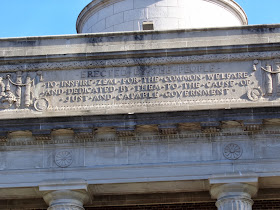 TO INSPIRE ZEAL FOR THE COMMON WELFARE
AND DEDICATED BY THEM TO THE CAUSE OF
JUST AND CAPABLE GOVERNMENT